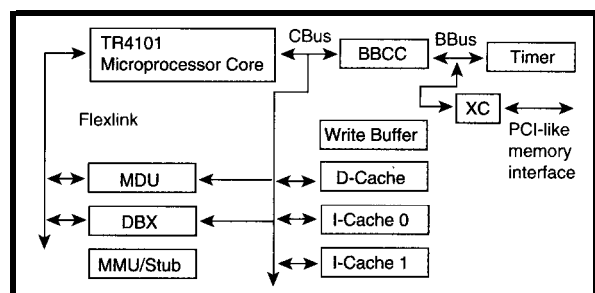 TR4101
Microprocessor Core
CBus
BBCC
BBus
Timer
XC
PCI-like
memory
interface
Flexlink
Write Buffer
MDU
D-Cache
DBX
I-Cache 0
MMU/Stub
I-Cache 1